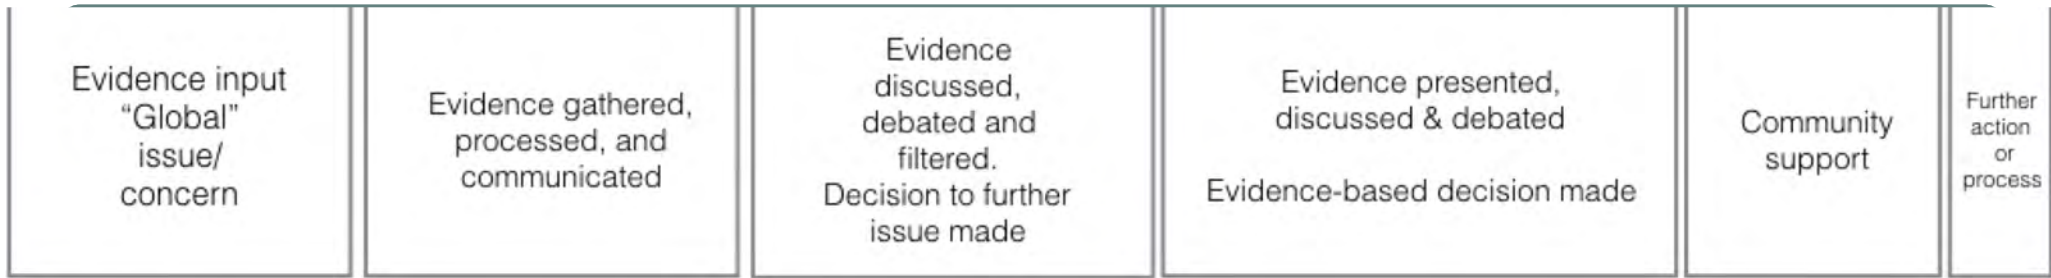 Evidence input
“Global”
issue/
concern
Evidence gathered,
processed, and
communicated
Evidence
discussed,
debated and
filtered.
Decision to further
issue made
Evidence presented,
discussed & debated
Evidence-based decision made
Community
support
Further
action
or
process